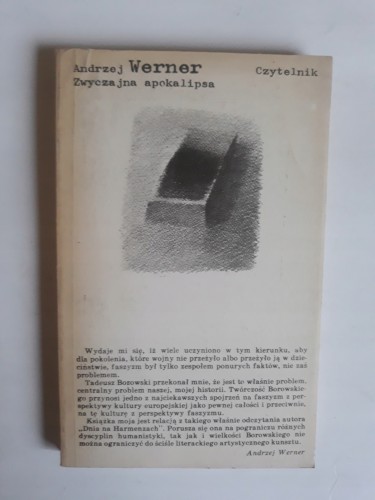 Andrzej Werner Czytelnik
Zwyczajna apokalipsa
Wydaje mi się, iż wiele uczyniono w tym kierunku, aby
dla pokolenia, które wojny nie przeżyło albo przeżyło ją w dzie-
ciństwie, faszyzm był tylko zespołem ponurych faktów, nie zaś
problemem.
Tadeusz Borowski przekonał mnie, że jest to właśnie problem,
centralny problem naszej, mojej historii. Twórczość Borowskie-
go przynosi jedno z najciekawszych spojrzeń na faszyzm z per-
spektywy kultury europejskiej jako pewnej całości i przeciwnie,
na tę kulturę z perspektywy faszyzmu.
Książka moja jest relacją z takiego właśnie odczytania autora
„Dnia na Harmenzach”. Porusza się ona na pograniczu różnych
dyscyplin humanistyki, tak jak i wielkości Borowskiego nie
można ograniczyć do ściśle literackiego artystycznego kunsztu.
Andrzej Werner